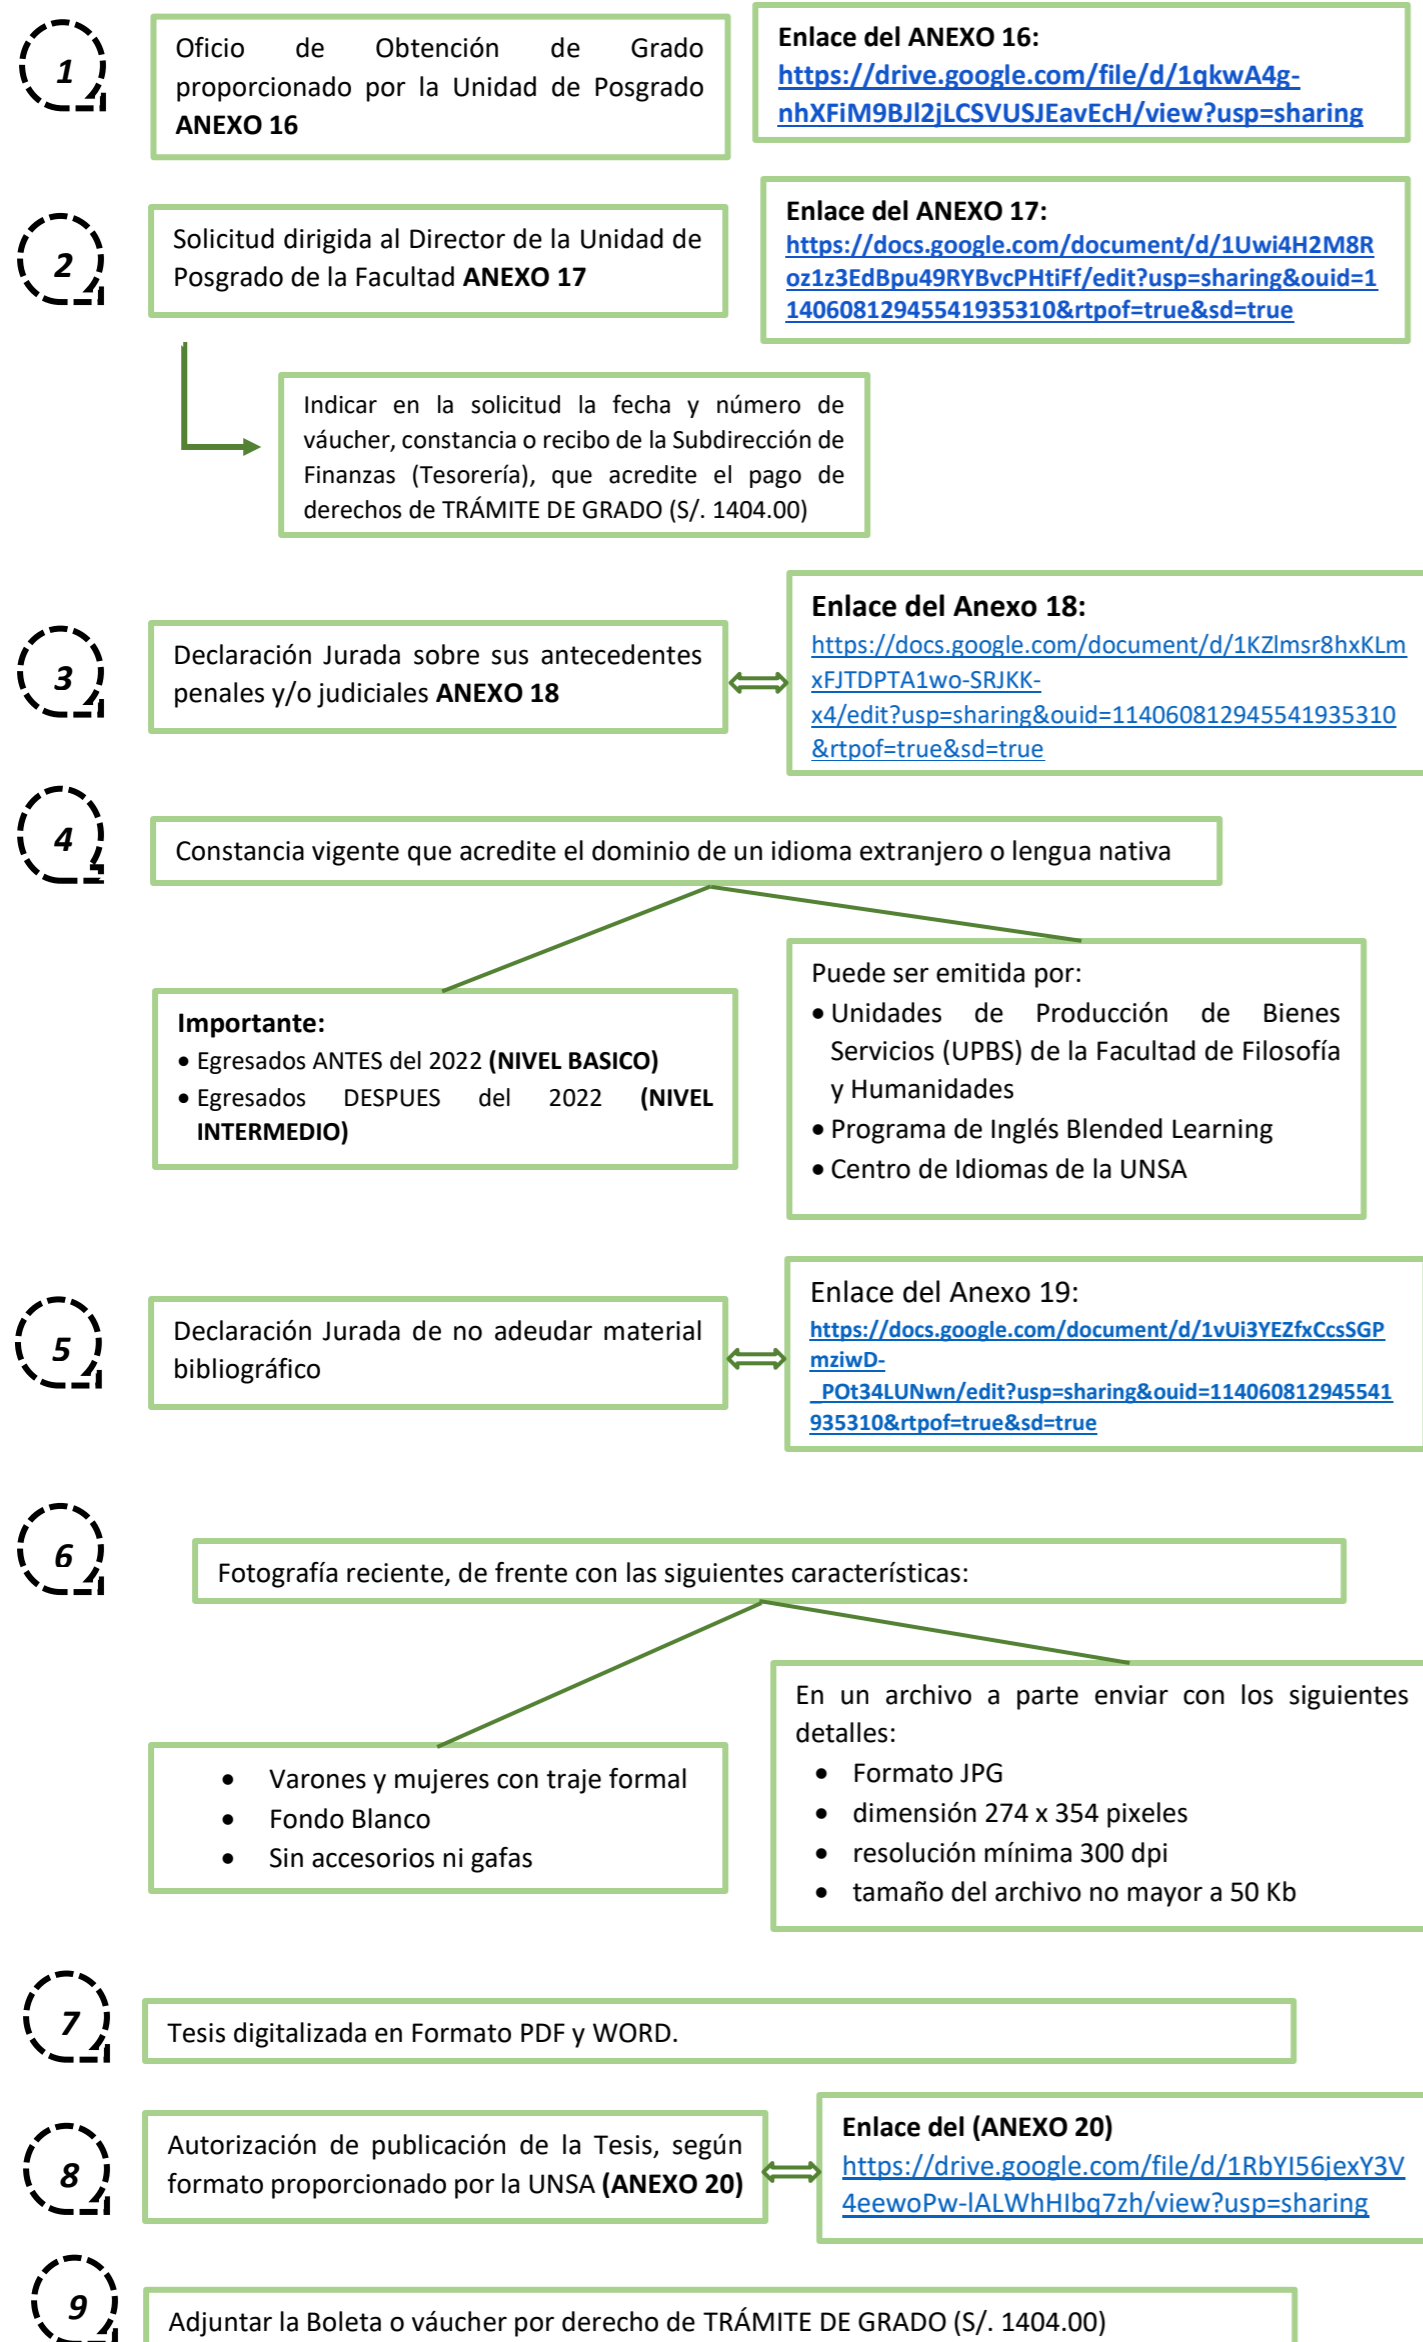 1
Oficio de Obtención de Grado
proporcionado por la Unidad de Posgrado
ANEXO 16
Enlace del ANEXO 16:
https://drive.google.com/file/d/1qkwA4g-
nhXFiM9BJl2jLCSVUSJEavEcH/view?usp=sharing
2
Solicitud dirigida al Director de la Unidad de
Posgrado de la Facultad ANEXO 17
Enlace del ANEXO 17:
https://docs.google.com/document/d/1Uwi4H2M8R
oz1z3EdBpu49RYBvcPHtiFf/edit?usp=sharing&ouid=1
14060812945541935310&rtpof=true&sd=true
Indicar en la solicitud la fecha y número de
váucher, constancia o recibo de la Subdirección de
Finanzas (Tesorería), que acredite el pago de
derechos de TRÁMITE DE GRADO (S/. 1404.00)
3
Declaración Jurada sobre sus antecedentes
penales y/o judiciales ANEXO 18
Enlace del Anexo 18:
https://docs.google.com/document/d/1KZlmsr8hxKLm
xFJTDPTA1wo-SRJKK-
x4/edit?usp=sharing&ouid=114060812945541935310
&rtpof=true&sd=true
4
Constancia vigente que acredite el dominio de un idioma extranjero o lengua nativa
Importante:
• Egresados ANTES del 2022 (NIVEL BASICO)
• Egresados DESPUES del 2022 (NIVEL
INTERMEDIO)
Puede ser emitida por:
• Unidades de Producción de Bienes
Servicios (UPBS) de la Facultad de Filosofía
y Humanidades
• Programa de Inglés Blended Learning
• Centro de Idiomas de la UNSA
5
Declaración Jurada de no adeudar material
bibliográfico
Enlace del Anexo 19:
https://docs.google.com/document/d/1vUi3YEZfxCcsSGP
mziwD-
_POt34LUNwn/edit?usp=sharing&ouid=114060812945541
935310&rtpof=true&sd=true
6
Fotografía reciente, de frente con las siguientes características:
• Varones y mujeres con traje formal
• Fondo Blanco
• Sin accesorios ni gafas
En un archivo a parte enviar con los siguientes
detalles:
• Formato JPG
• dimensión 274 x 354 pixeles
• resolución mínima 300 dpi
• tamaño del archivo no mayor a 50 Kb
7
Tesis digitalizada en Formato PDF y WORD.
8
Autorización de publicación de la Tesis, según
formato proporcionado por la UNSA (ANEXO 20)
Enlace del (ANEXO 20)
https://drive.google.com/file/d/1RbYI56jexY3V
4eewoPw-lALWhHIbq7zh/view?usp=sharing
9
Adjuntar la Boleta o váucher por derecho de TRÁMITE DE GRADO (S/. 1404.00)